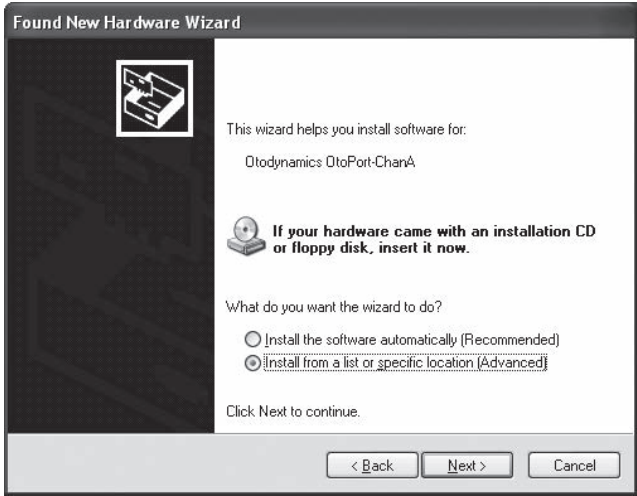 Found New Hardware Wizard
This wizard helps you install software for:
Otodynamics OtoPort-ChanA
If your hardware came with an installation CD
or floppy disk, insert it now.
What do you want the wizard to do?
Install the software automatically (Recommended)
Install from a list or specific location (Advanced)
Click Next to continue.
< Back Next > Cancel